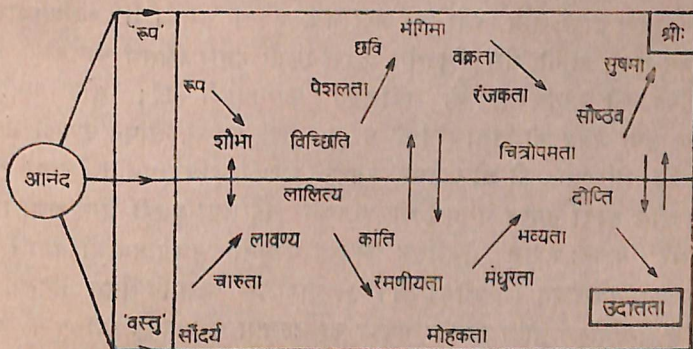 'रूप'
भंगिमा
श्रीः
छवि
वक्रता
सुषमा
रूप
पेशलता
रंजकता
सौष्ठव
शोभा
विच्छिति
चित्रोपमता
आनंद
लालित्य
दीप्ति
लावण्य
कांति
भव्यता
चारुता
रमणीयता
मंधुरता
उदात्तता
'वस्तु'
सौंदर्य
मोहकता